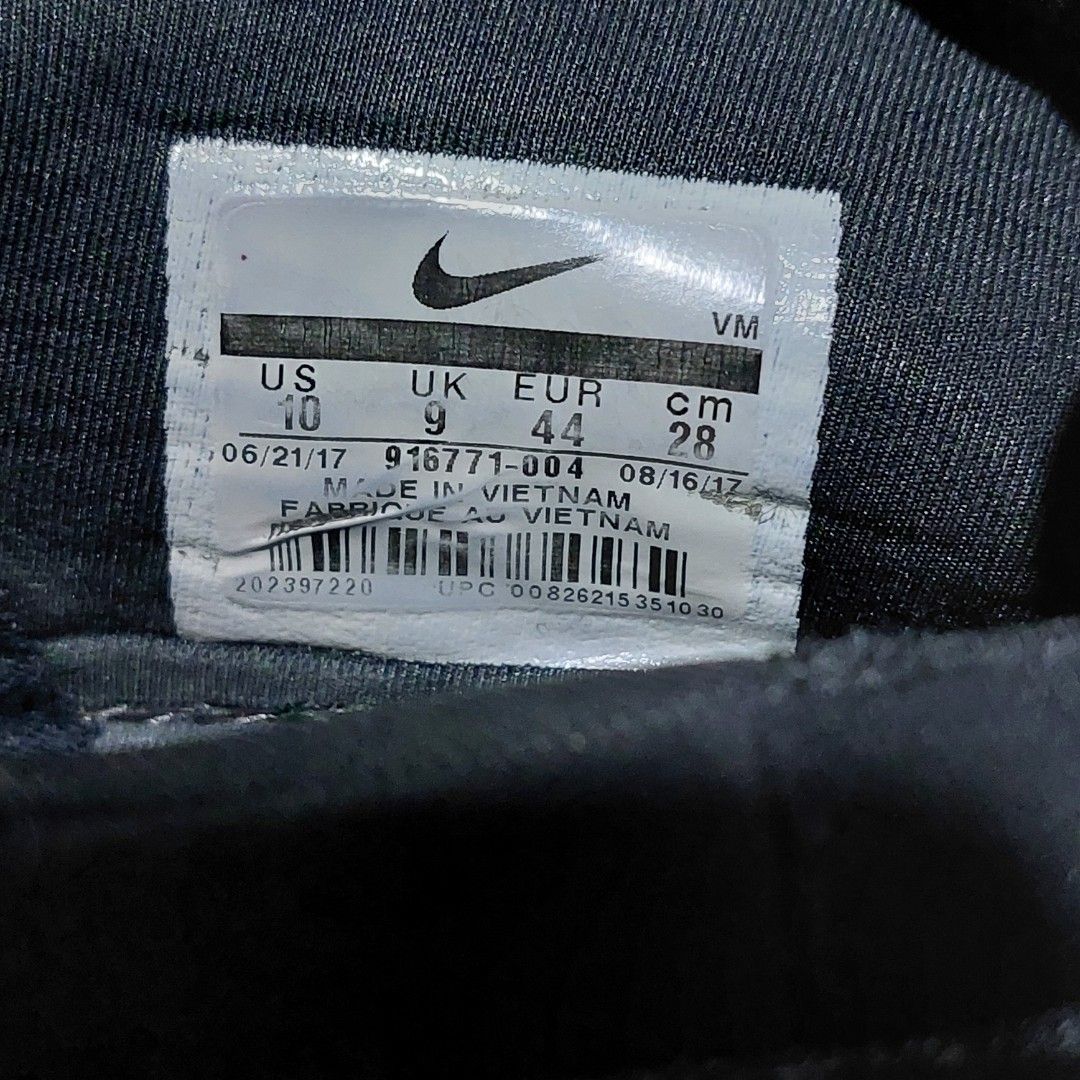 VM
US UK EUR cm
10 9 44 28
06/21/17 916771-004 08/16/17
MADE IN VIETNAM
FABRIQUE AU VIETNAM
202397220 UPC 00826215351030